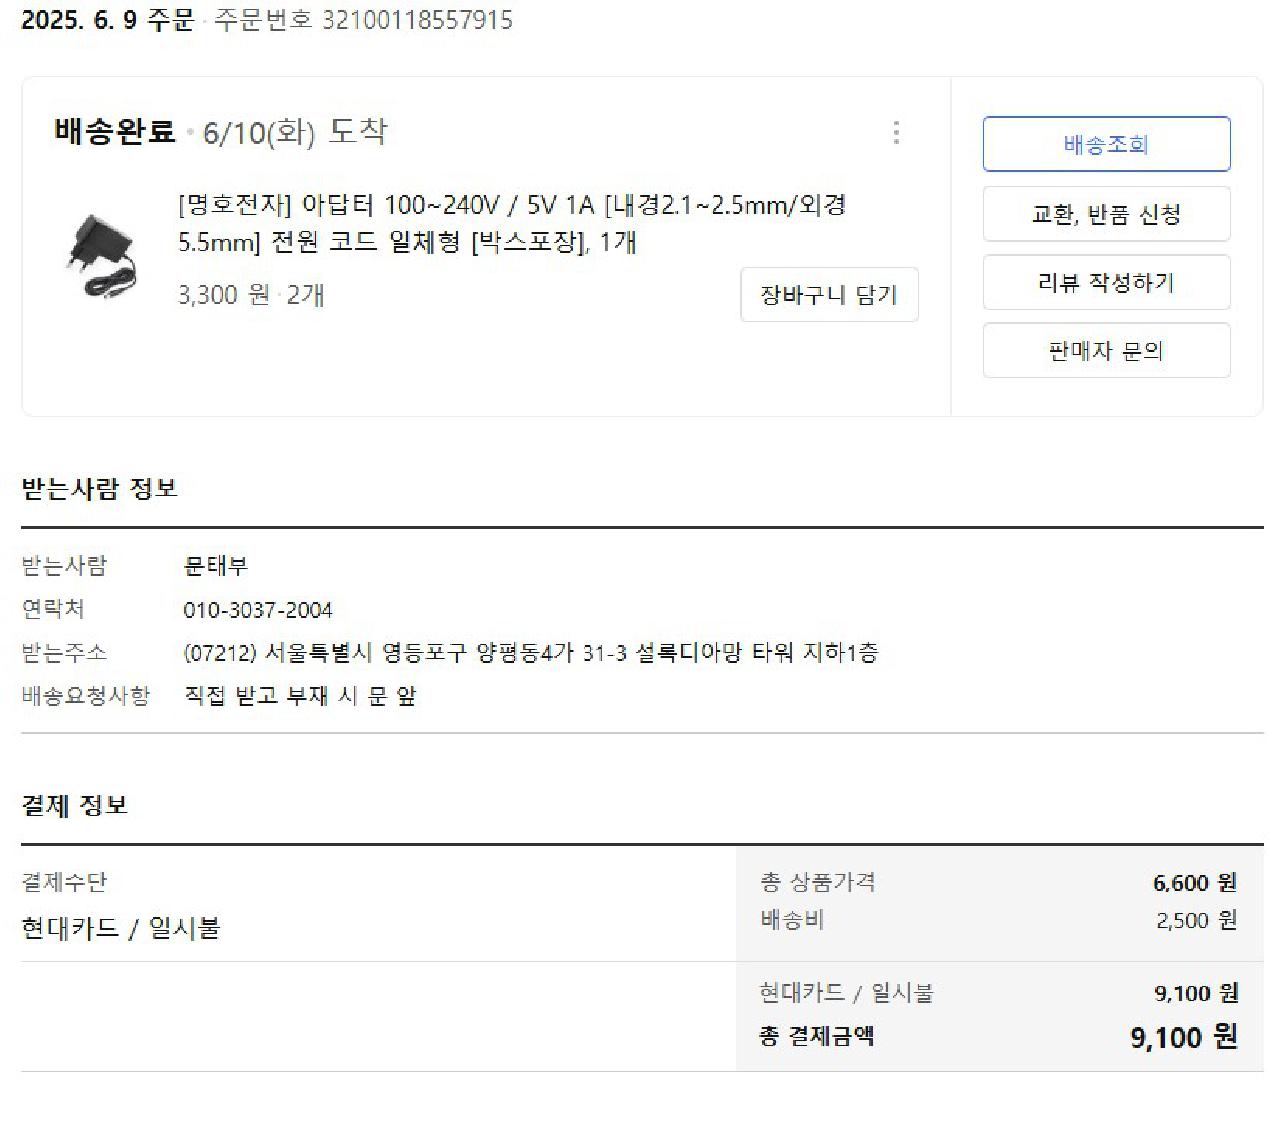 2025. 6. 9 주문 · 주문번호 32100118557915
배송완료 • 6/10(화) 도착
[명호전자] 아답터 100~240V / 5V 1A [내경2.1~2.5mm/외경
5.5mm] 전원 코드 일체형 [박스포장], 1개
3,300 원 · 2개
장바구니 담기
배송조회
교환, 반품 신청
리뷰 작성하기
판매자 문의
받는사람 정보
받는사람 문태부
연락처 010-3037-2004
받는주소 (07212) 서울특별시 영등포구 양평동4가 31-3 설록디아망 타워 지하1층
배송요청사항 직접 받고 부재 시 문 앞
결제 정보
결제수단
현대카드 / 일시불
총 상품가격 6,600 원
배송비 2,500 원
현대카드 / 일시불 9,100 원
총 결제금액 9,100 원